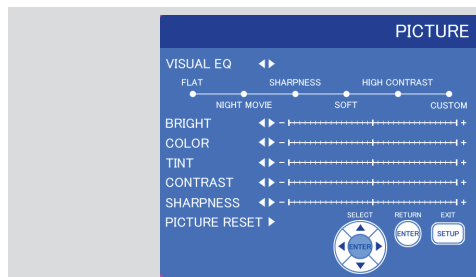 PICTURE
VISUAL EQ
FLAT SHARPNESS HIGH CONTRAST
NIGHT MOVIE SOFT CUSTOM
BRIGHT - +
COLOR - +
TINT - +
CONTRAST - +
SHARPNESS - +
PICTURE RESET
SELECT RETURN EXIT
ENTER ENTER SETUP